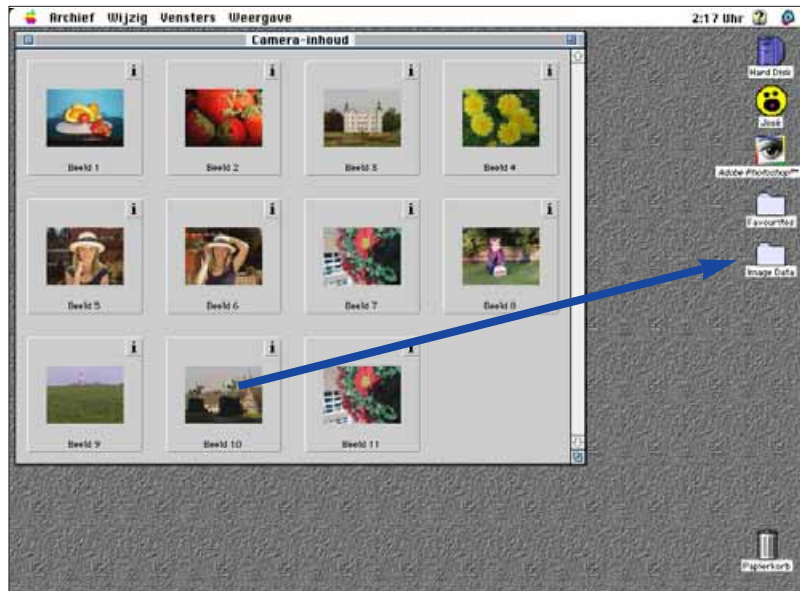 Archief Wijzig Vensters Weergave 2:17 Uhr
Camera-inhoud
Hard Disk
José
Adobe Photoshop™
Favourites
Image Data
i i i i
Beeld 1 Beeld 2 Beeld 3 Beeld 4
i i i i
Beeld 5 Beeld 6 Beeld 7 Beeld 8
i i i
Beeld 9 Beeld 10 Beeld 11
Papierkorb